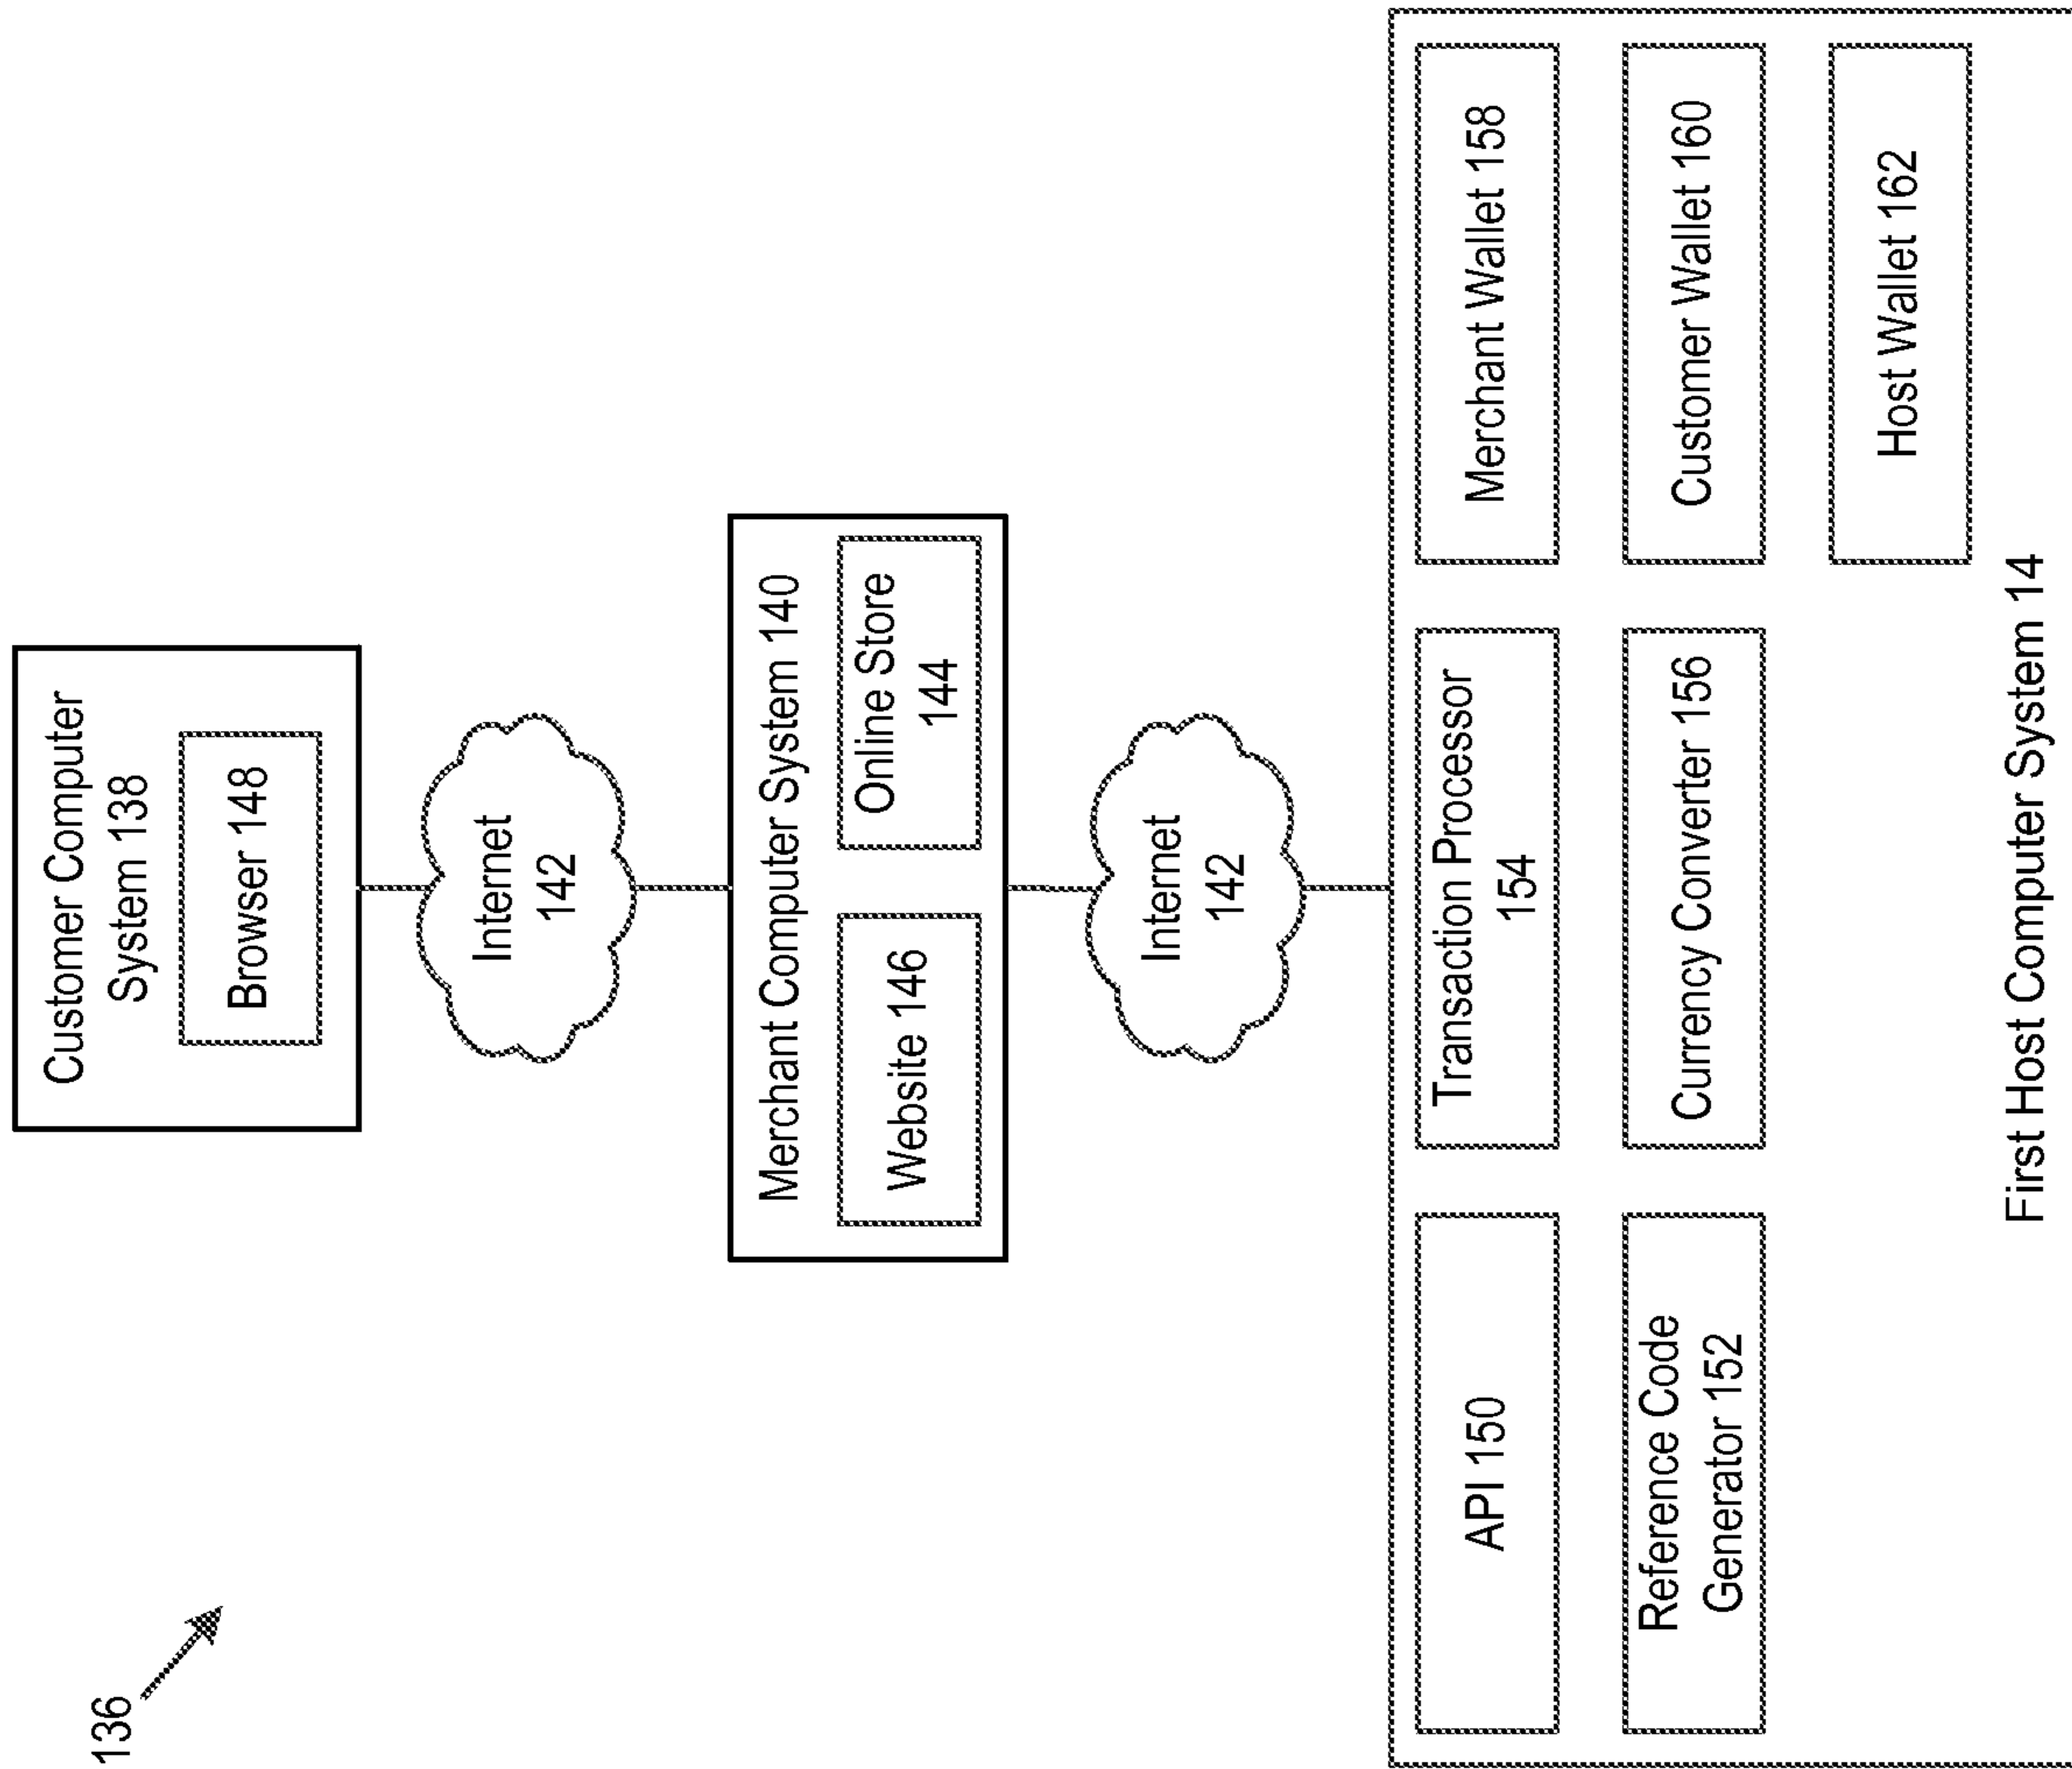 136
Customer Computer
System 138
Browser 148
Internet
142
Merchant Computer System 140
Website 146
Online Store
144
Internet
142
API 150
Transaction Processor
154
Merchant Wallet 158
Reference Code
Generator 152
Currency Converter 156
Customer Wallet 160
Host Wallet 162
First Host Computer System 14